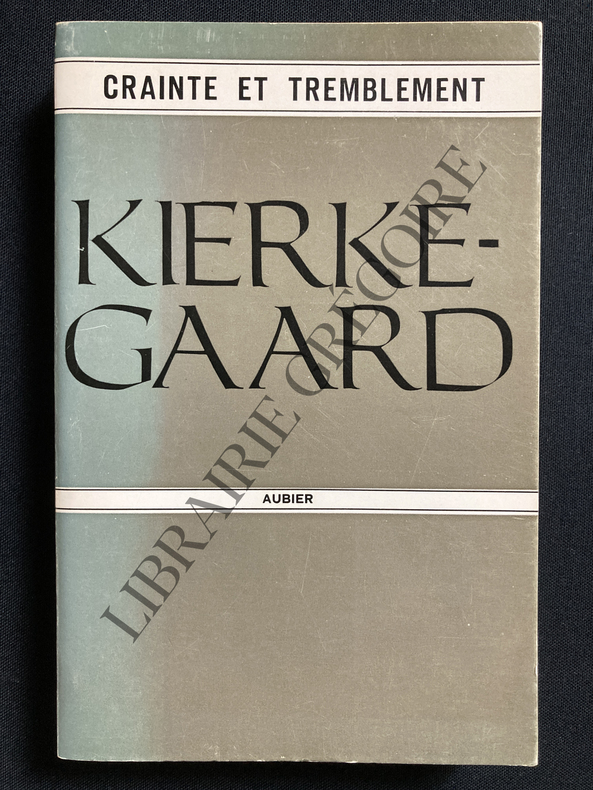 CRAINTE ET TREMBLEMENT
KIERKE-
GAARD
LIBRAIRIE GRÉGOIRE
AUBIER